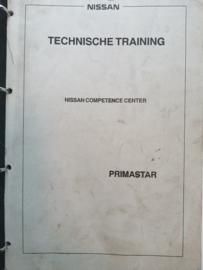 NISSAN
TECHNISCHE TRAINING
NISSAN COMPETENCE CENTER
PRIMASTAR